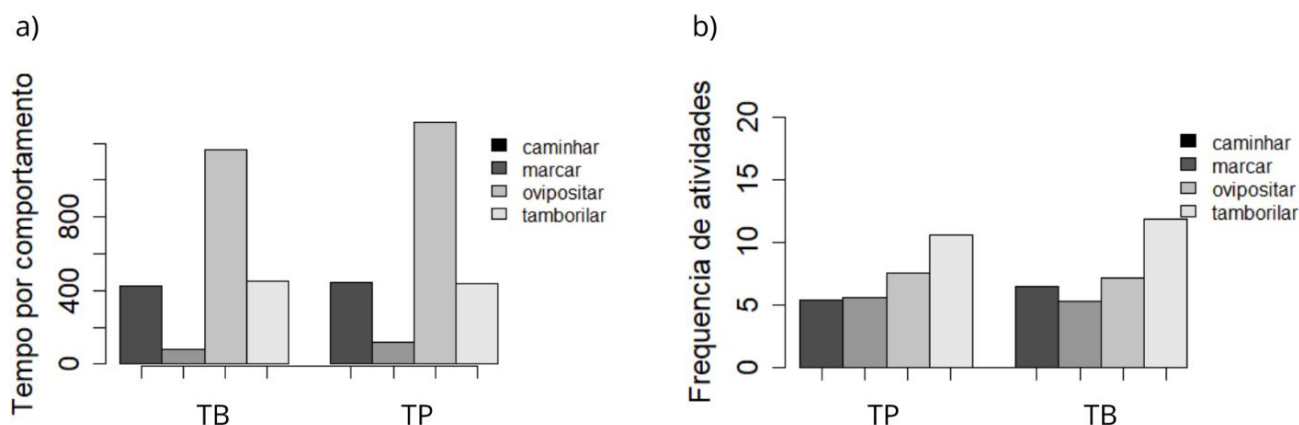 a)
Tempo por comportamento
0
400
800
caminhar
marcar
ovipositar
tamborilar
TB
TP
b)
Frequencia de atividades
0
5
10
15
20
caminhar
marcar
ovipositar
tamborilar
TP
TB